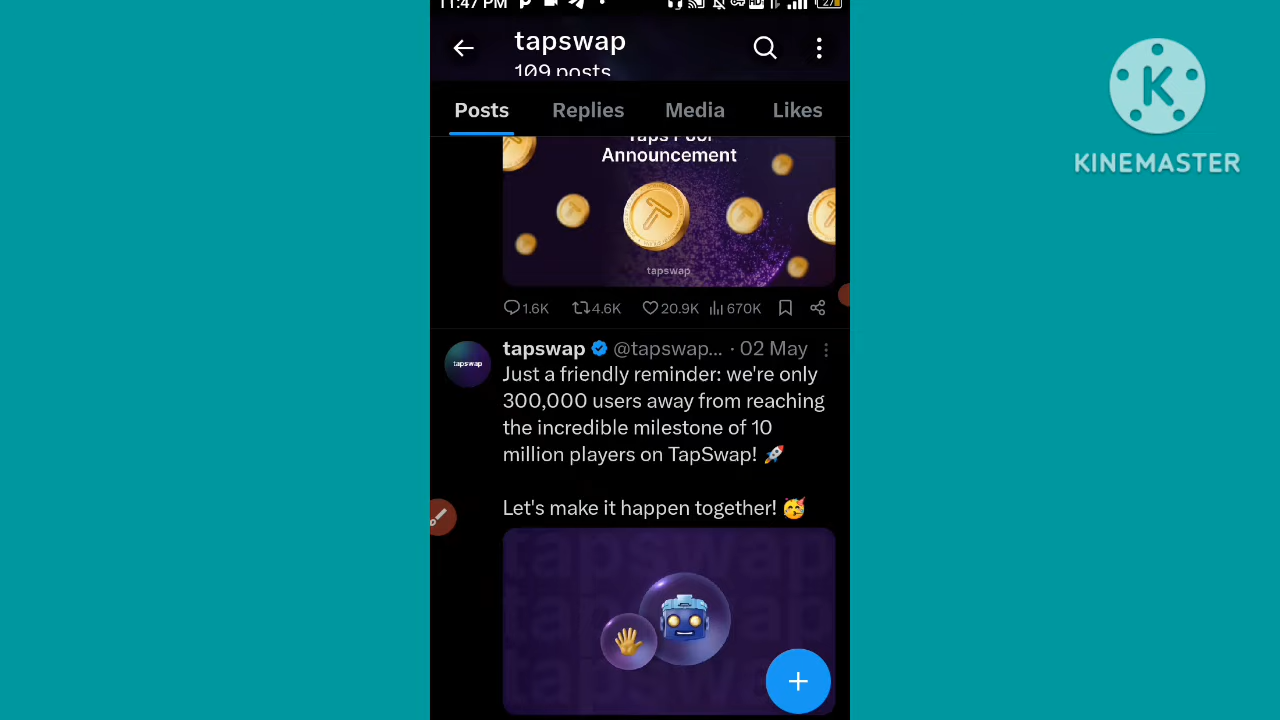 11:47 PM
27
tapswap
109 posts
Posts Replies Media Likes
Taps Pool
Announcement
tapswap
1.6K 4.6K 20.9K 670K
tapswap @tapswap... · 02 May
tapswap
Just a friendly reminder: we're only
300,000 users away from reaching
the incredible milestone of 10
million players on TapSwap! 🚀
Let's make it happen together! 🥳
K
KINEMASTER